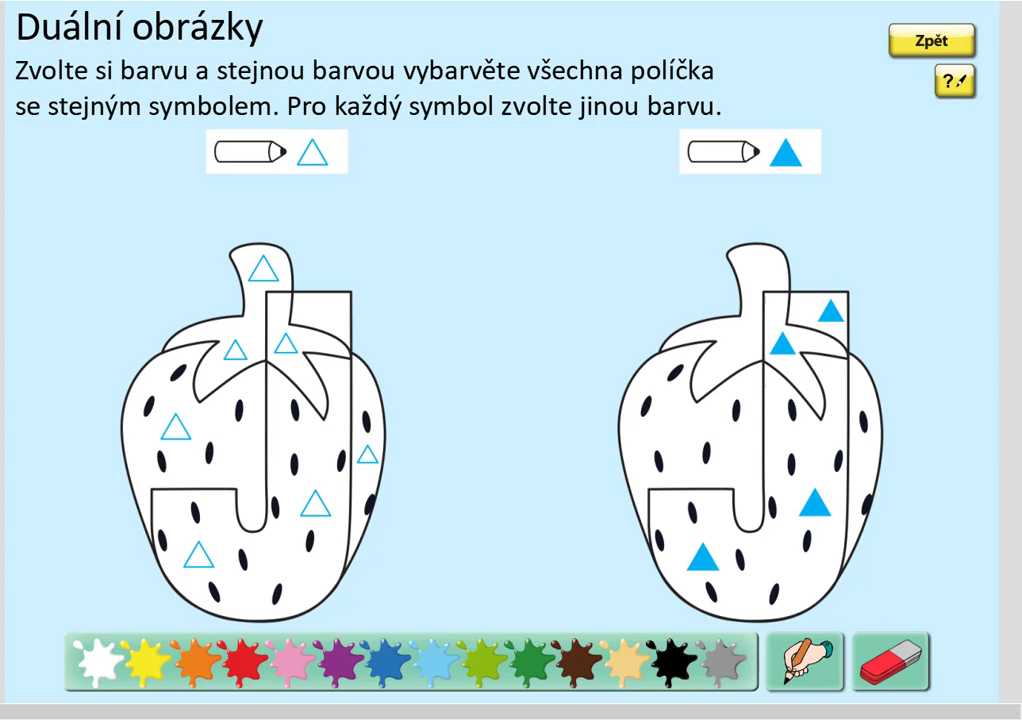 Duální obrázky
Zpět
Zvolte si barvu a stejnou barvou vybarvěte všechna políčka
?
se stejným symbolem. Pro každý symbol zvolte jinou barvu.